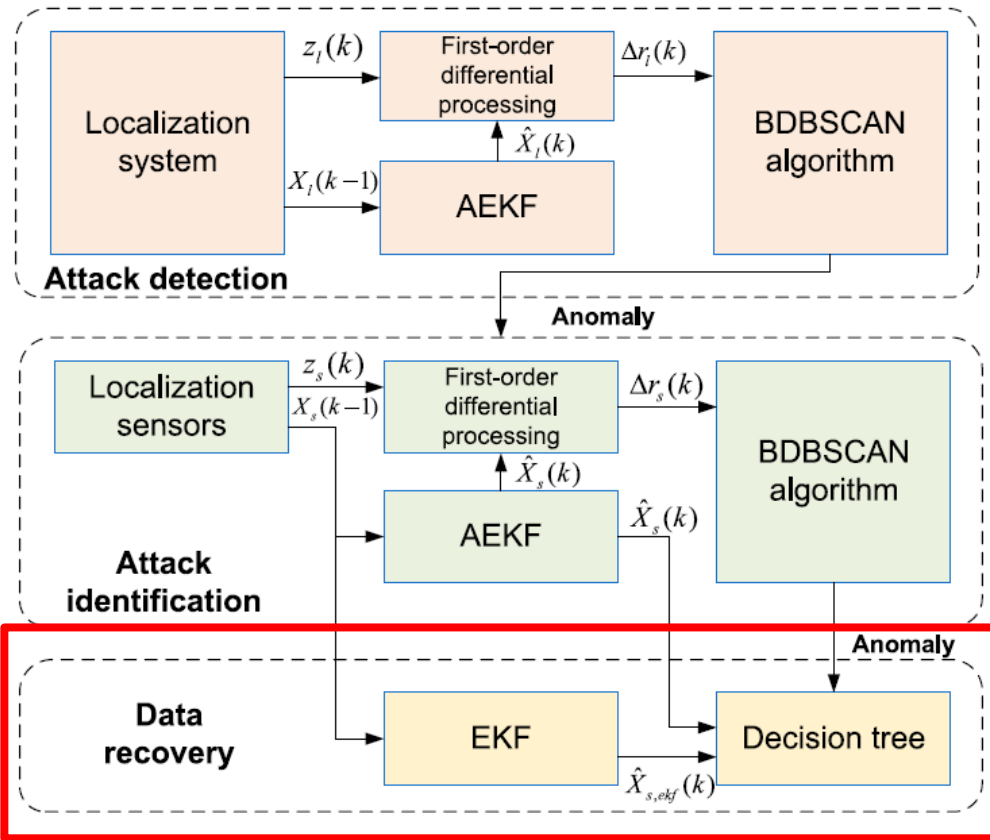 Localization
system
z_l(k)
X_l(k−1)
First-order
differential
processing
X̂_l(k)
AEKF
Δr_l(k)
BDBSCAN
algorithm
Attack detection
Anomaly
Localization
sensors
z_s(k)
X_s(k−1)
First-order
differential
processing
X̂_s(k)
AEKF
Δr_s(k)
X̂_s(k)
BDBSCAN
algorithm
Attack
identification
Anomaly
Data
recovery
EKF
X̂_{s,ekf}(k)
Decision tree